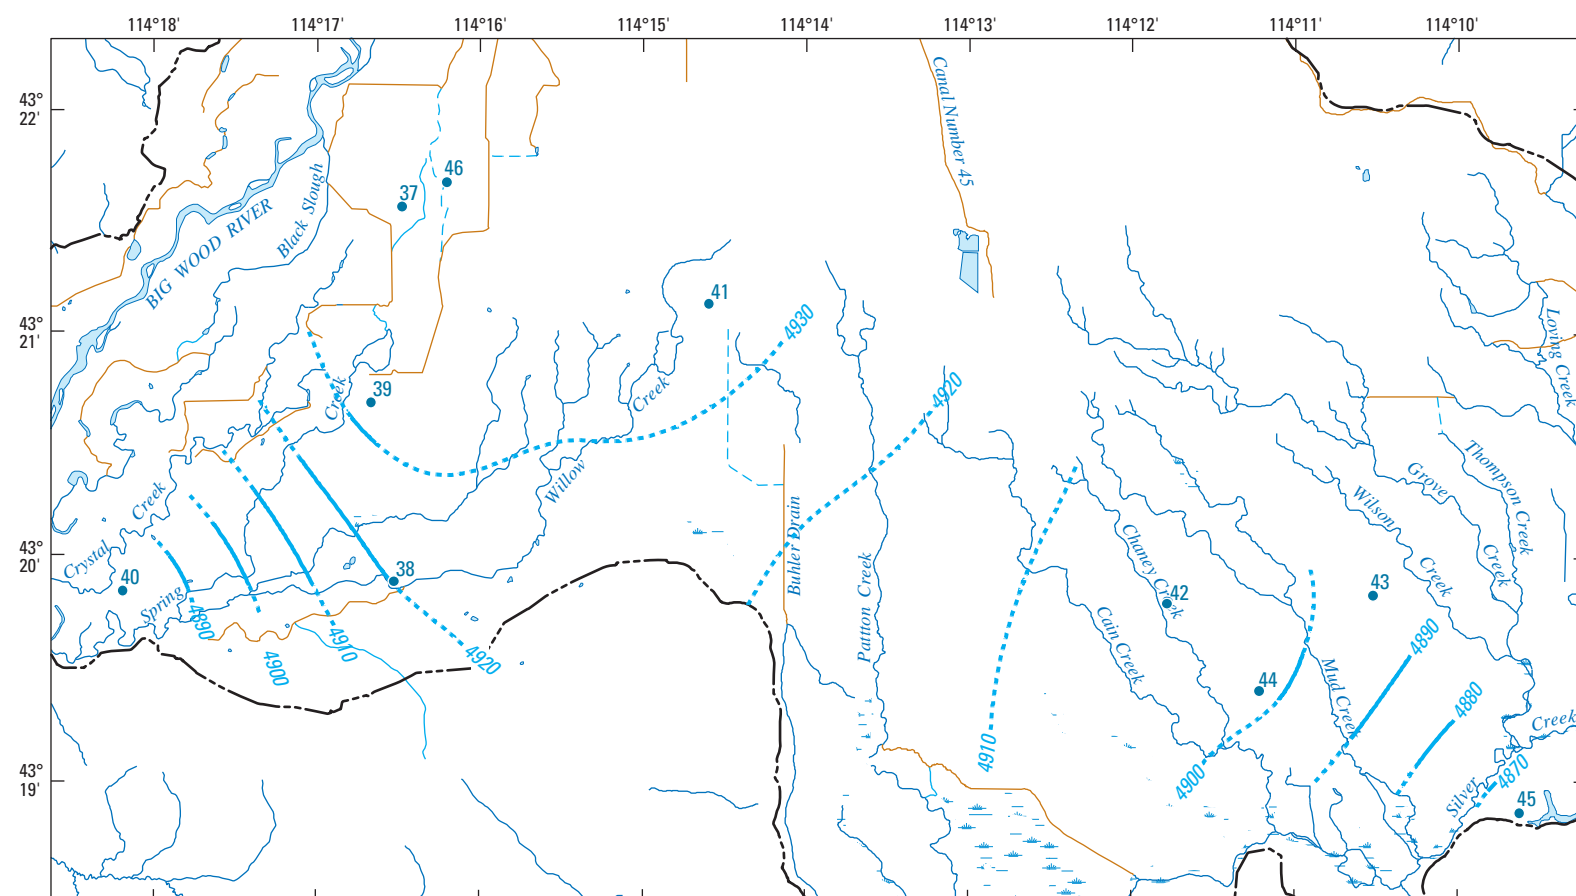 114°18' 114°17' 114°16' 114°15' 114°14' 114°13' 114°12' 114°11' 114°10'
43°
22'
43°
21'
43°
20'
43°
19'
Canal Number 45
46
37
BIG WOOD RIVER
Black Slough
41
4930
Loving Creek
Creek
39
Creek
4920
Willow
Thompson Creek
Grove
Creek
Wilson
Creek
Crystal
Creek
Buhler Drain
Patton Creek
Chaney Creek
40
38
Spring
4890
42
43
Cain Creek
4910
4900
4920
4890
44
Mud Creek
4880
Creek
4910
4900
Silver
4870
45